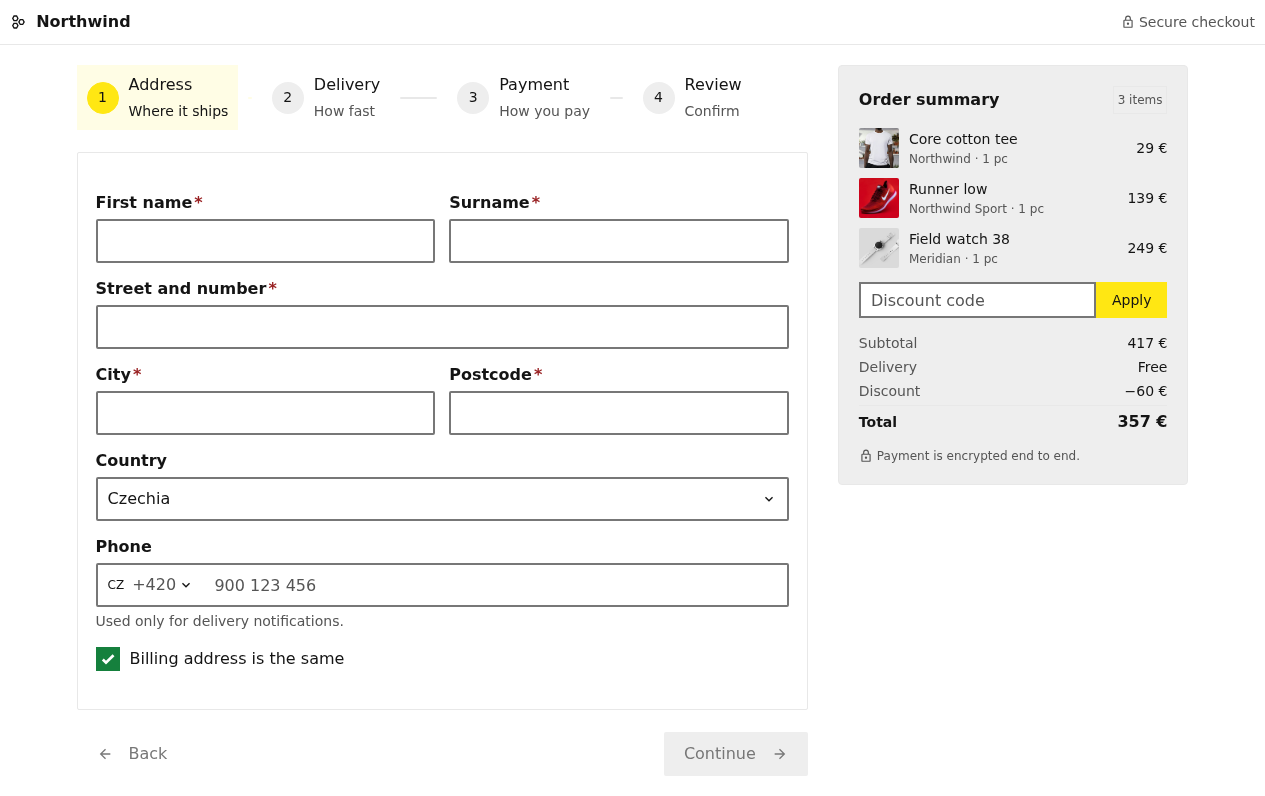 Northwind
Secure checkout
1
Address
Where it ships
2
Delivery
How fast
3
Payment
How you pay
4
Review
Confirm
First name*
Surname*
Street and number*
City*
Postcode*
Country
Czechia
Phone
CZ +420 900 123 456
Used only for delivery notifications.
Billing address is the same
Back
Continue
Order summary
3 items
Core cotton tee
Northwind · 1 pc
29 €
Runner low
Northwind Sport · 1 pc
139 €
Field watch 38
Meridian · 1 pc
249 €
Discount code
Apply
Subtotal 417 €
Delivery Free
Discount −60 €
Total 357 €
Payment is encrypted end to end.